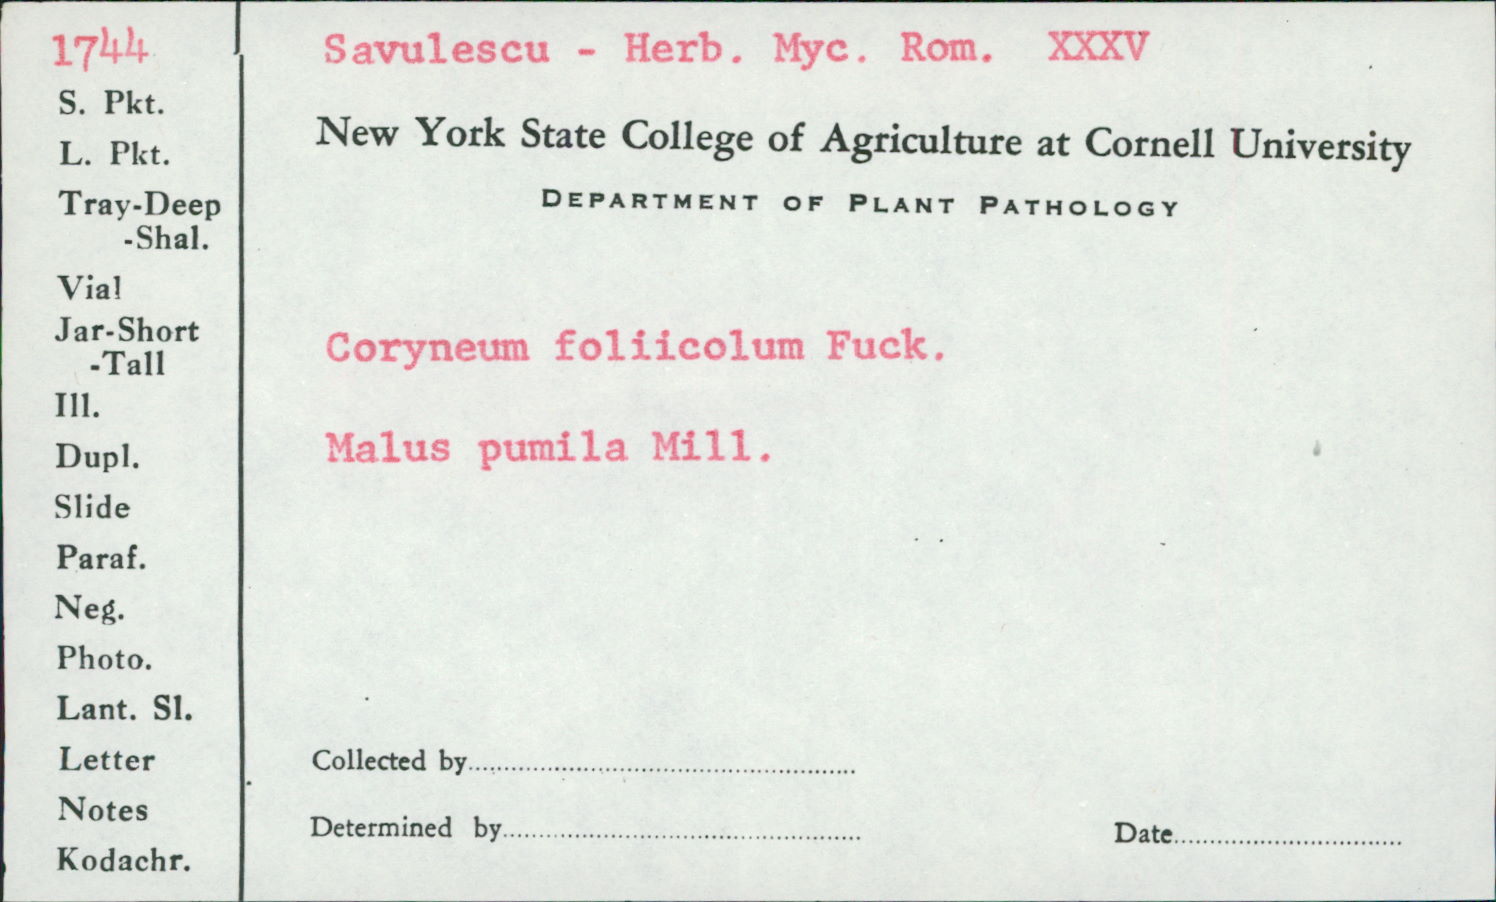 1744
S. Pkt.
L. Pkt.
Tray-Deep
-Shal.
Vial
Jar-Short
-Tall
Ill.
Dupl.
Slide
Paraf.
Neg.
Photo.
Lant. Sl.
Letter
Notes
Kodachr.
Savulescu - Herb. Myc. Rom. XXXV
New York State College of Agriculture at Cornell University
DEPARTMENT OF PLANT PATHOLOGY
Coryneum foliicolum Fuck.
Malus pumila Mill.
Collected by
Determined by
Date